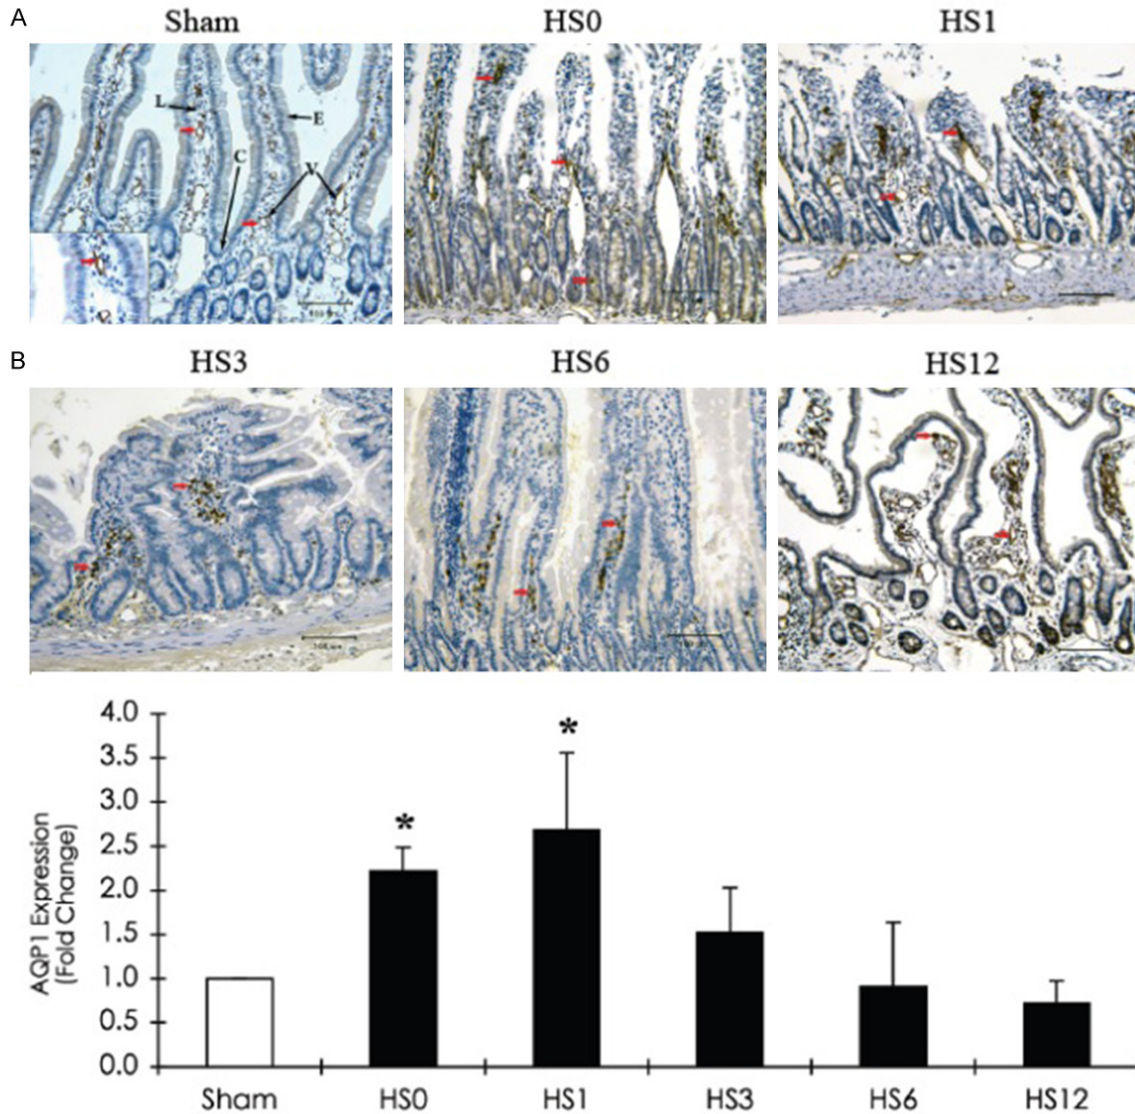 A
Sham HS0 HS1
L
E
C
V
B
HS3 HS6 HS12
4.0
3.5
3.0
2.5
2.0
1.5
1.0
0.5
0.0
AQP1 Expression
(Fold Change)
*
*
Sham HS0 HS1 HS3 HS6 HS12